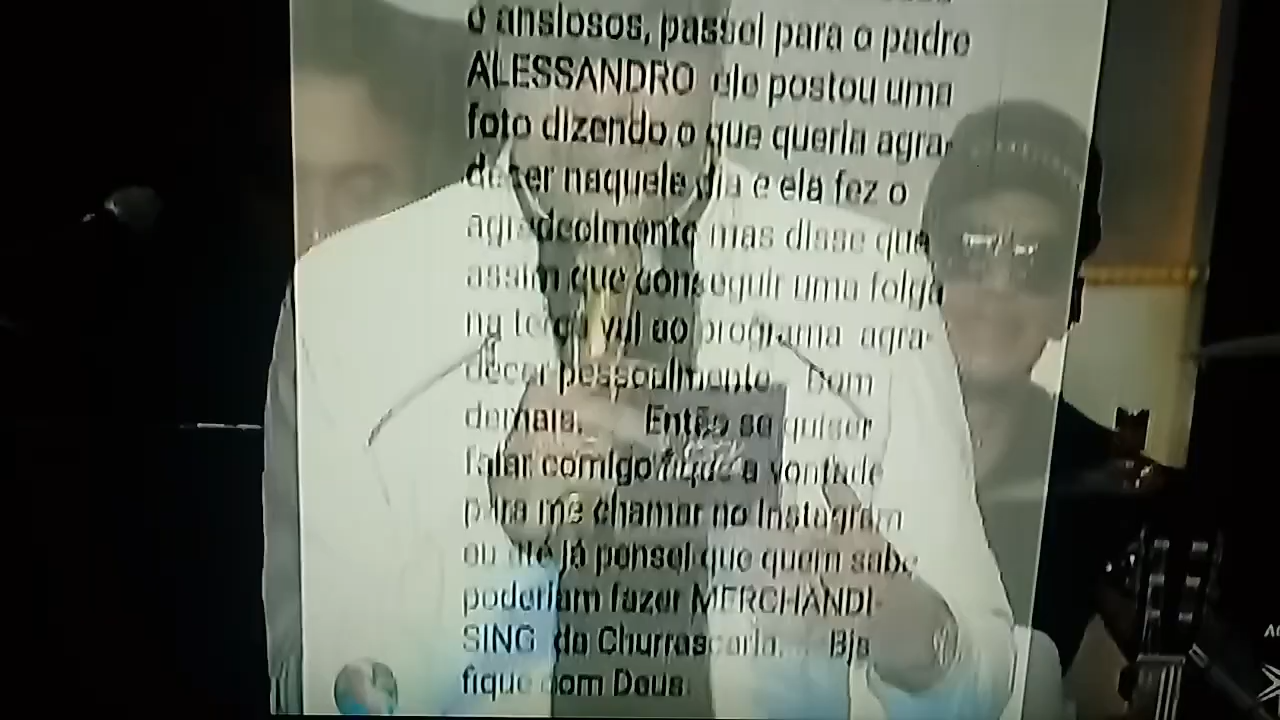 o ansiosos, passei para o padre
ALESSANDRO ele postou uma
foto dizendo o que queria agra-
decer naquele dia e ela fez o
agradecimento mas disse que
assim que conseguir uma folga
na terça vai ao programa agra-
decer pessoalmente. Bom
demais. Então se quiser
falar comigo fique a vontade
para me chamar no Instagram
ou até já pensei que quem sabe
poderiam fazer MERCHANDI-
SING da Churrascaria.... Bjs
fique com Deus.